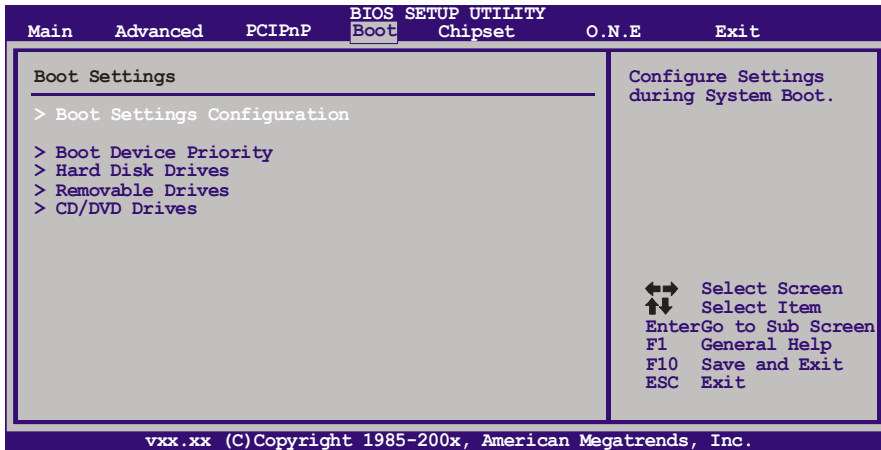 BIOS SETUP UTILITY
Main Advanced PCIPnP Boot Chipset O.N.E Exit
Boot Settings
> Boot Settings Configuration
> Boot Device Priority
> Hard Disk Drives
> Removable Drives
> CD/DVD Drives
Configure Settings
during System Boot.
Select Screen
Select Item
EnterGo to Sub Screen
F1 General Help
F10 Save and Exit
ESC Exit
vxx.xx (C)Copyright 1985-200x, American Megatrends, Inc.